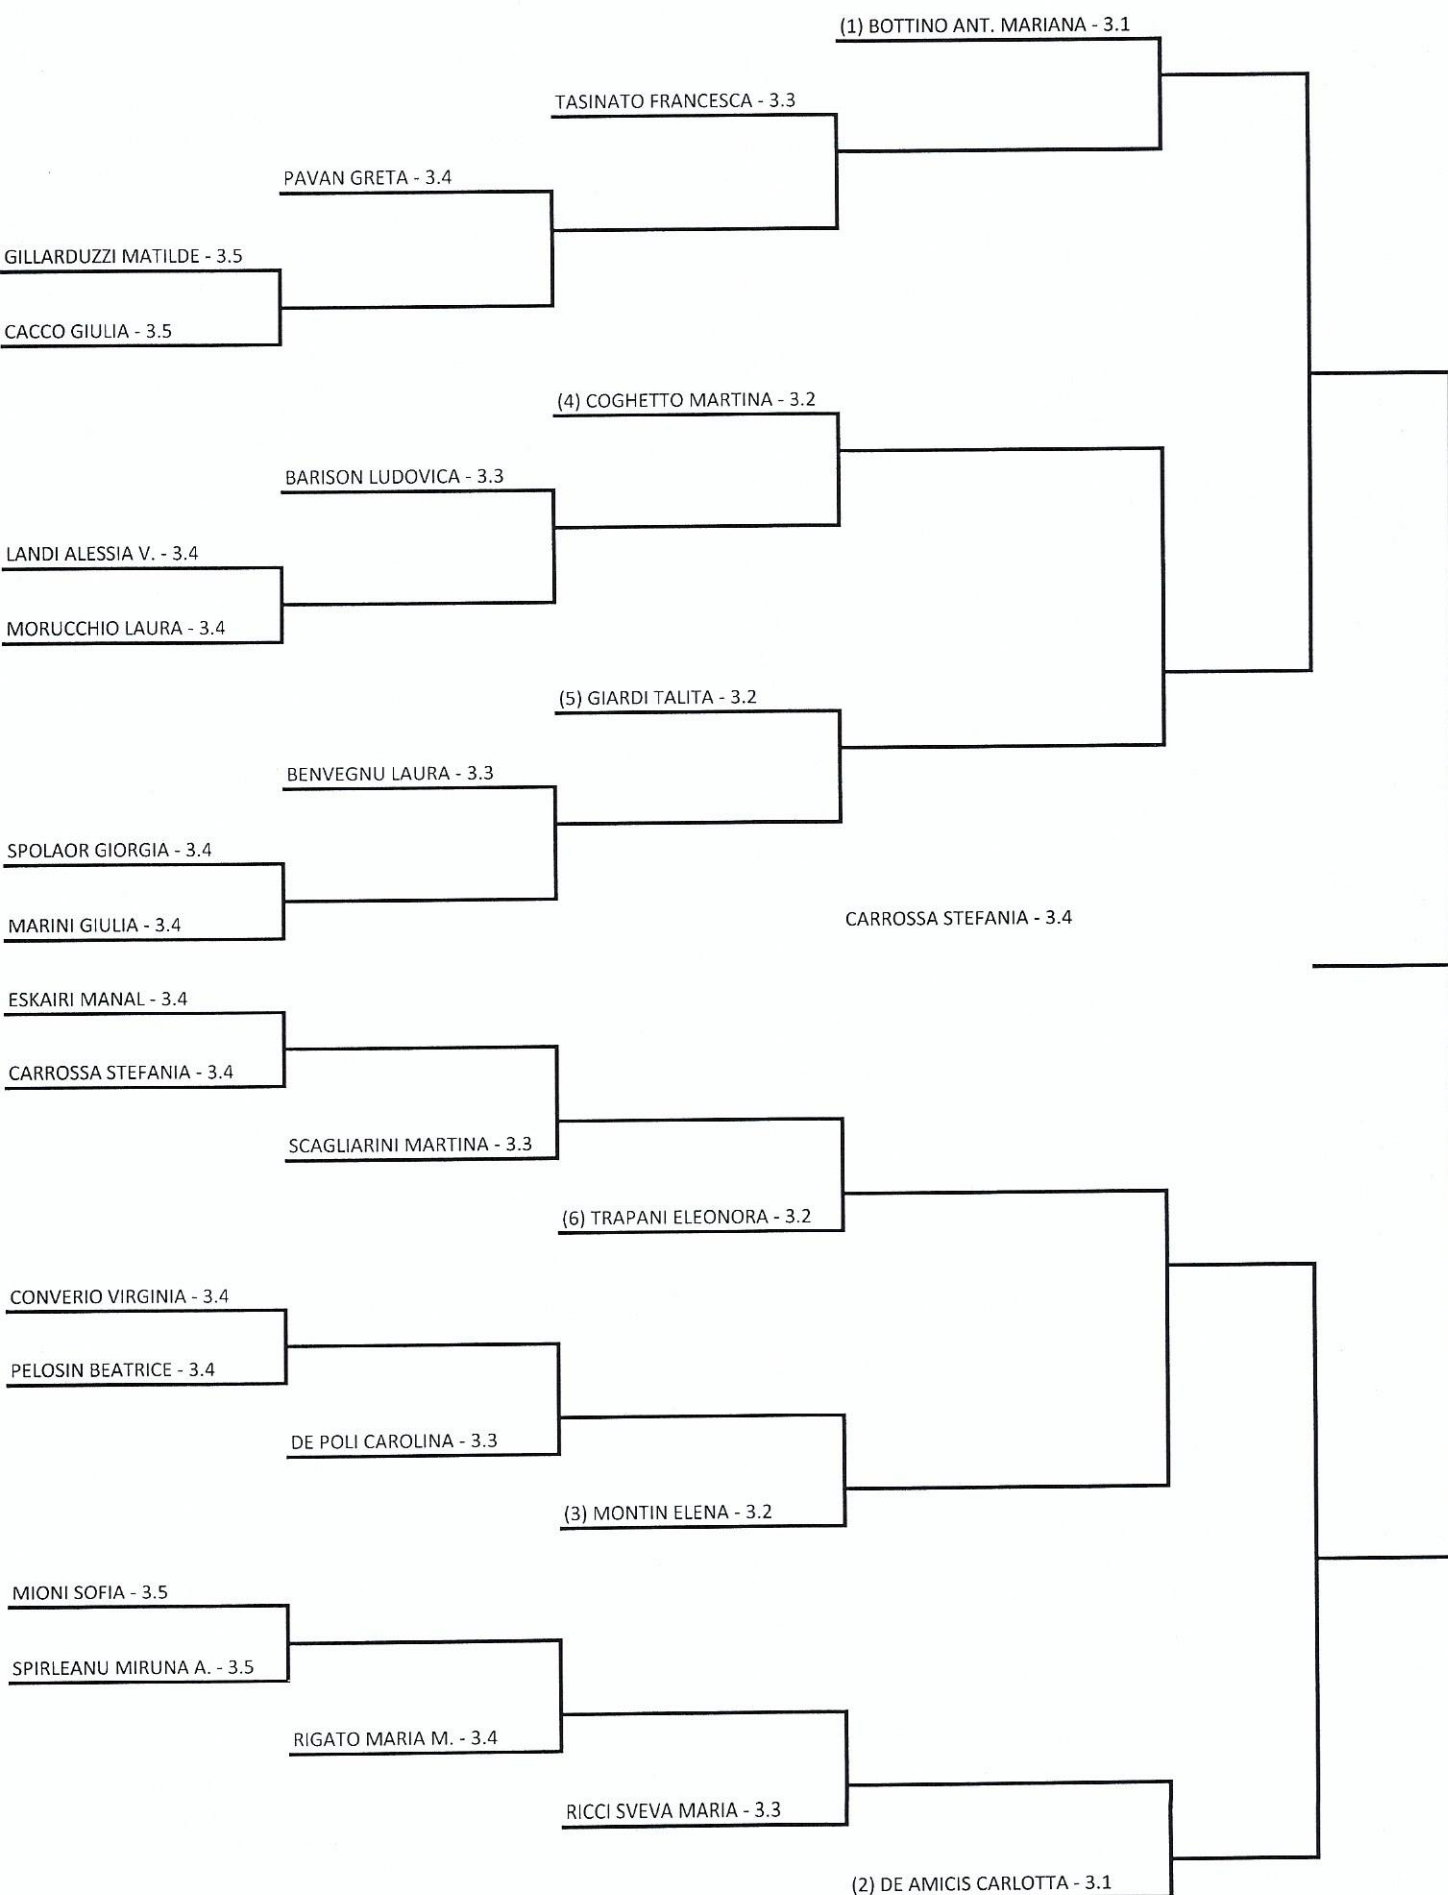 (1) BOTTINO ANT. MARIANA - 3.1
TASINATO FRANCESCA - 3.3
PAVAN GRETA - 3.4
GILLARDUZZI MATILDE - 3.5
CACCO GIULIA - 3.5
(4) COGHETTO MARTINA - 3.2
BARISON LUDOVICA - 3.3
LANDI ALESSIA V. - 3.4
MORUCCHIO LAURA - 3.4
(5) GIARDI TALITA - 3.2
BENVEGNU LAURA - 3.3
SPOLAOR GIORGIA - 3.4
MARINI GIULIA - 3.4
CARROSSA STEFANIA - 3.4
ESKAIRI MANAL - 3.4
CARROSSA STEFANIA - 3.4
SCAGLIARINI MARTINA - 3.3
(6) TRAPANI ELEONORA - 3.2
CONVERIO VIRGINIA - 3.4
PELOSIN BEATRICE - 3.4
DE POLI CAROLINA - 3.3
(3) MONTIN ELENA - 3.2
MIONI SOFIA - 3.5
SPIRLEANU MIRUNA A. - 3.5
RIGATO MARIA M. - 3.4
RICCI SVEVA MARIA - 3.3
(2) DE AMICIS CARLOTTA - 3.1